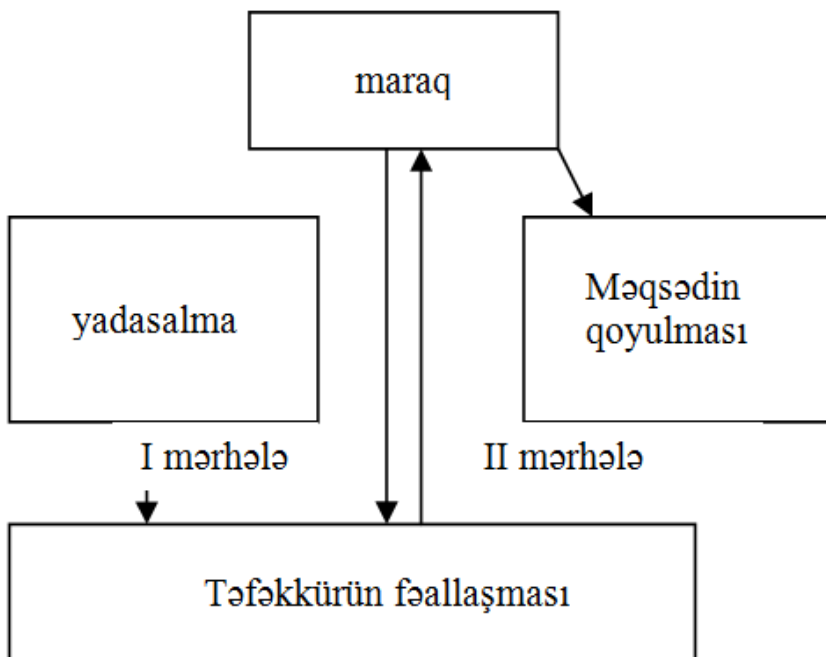 maraq
yadasalma
Məqsədin
qoyulması
I mərhələ
II mərhələ
Təfəkkürün fəallaşması